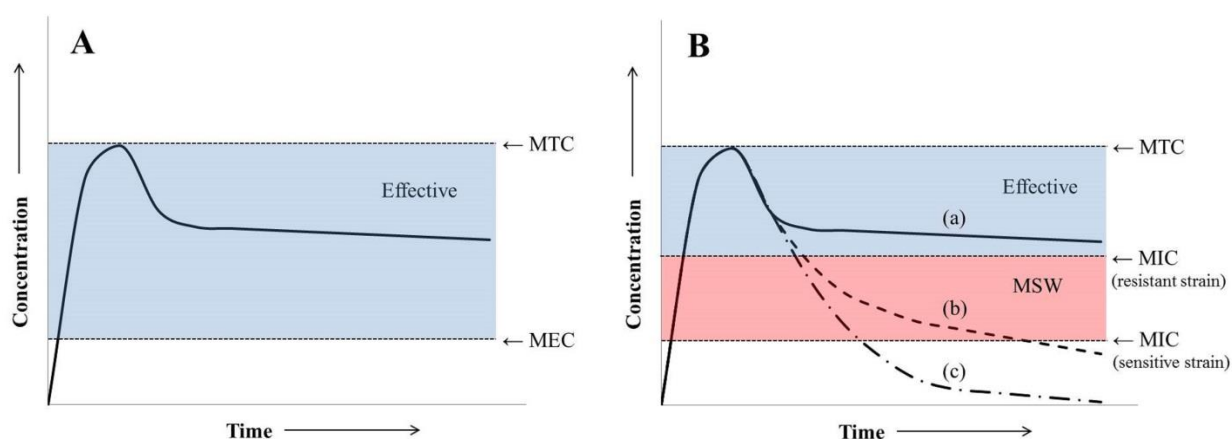 A
Concentration
← MTC
Effective
← MEC
Time
B
Concentration
← MTC
Effective
(a)
← MIC
(resistant strain)
MSW
(b)
← MIC
(sensitive strain)
(c)
Time